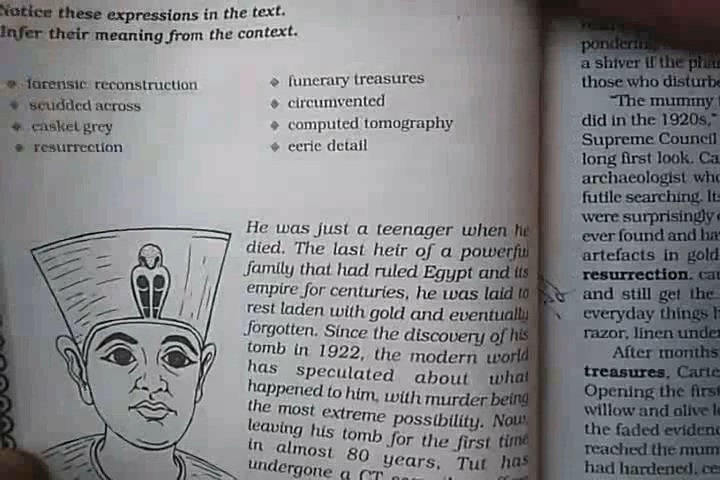 Notice these expressions in the text.
Infer their meaning from the context.
forensic reconstruction
scudded across
casket grey
resurrection
funerary treasures
circumvented
computed tomography
eerie detail
He was just a teenager when he
died. The last heir of a powerful
family that had ruled Egypt and its
empire for centuries, he was laid to
rest laden with gold and eventually
forgotten. Since the discovery of his
tomb in 1922, the modern world
has speculated about what
happened to him, with murder being
the most extreme possibility. Now,
leaving his tomb for the first time
in almost 80 years, Tut has
undergone a CT
pondering
a shiver if the
those who
"The mummy
did in the 1920s,"
Supreme Council
long first look.
archaeologist
futile searching.
were surprisingly
ever found and
artefacts in gold
resurrection,
and still get the
everyday things
razor, linen
After months
treasures,
Opening the
willow and olive
the faded
reached the
had hardened,